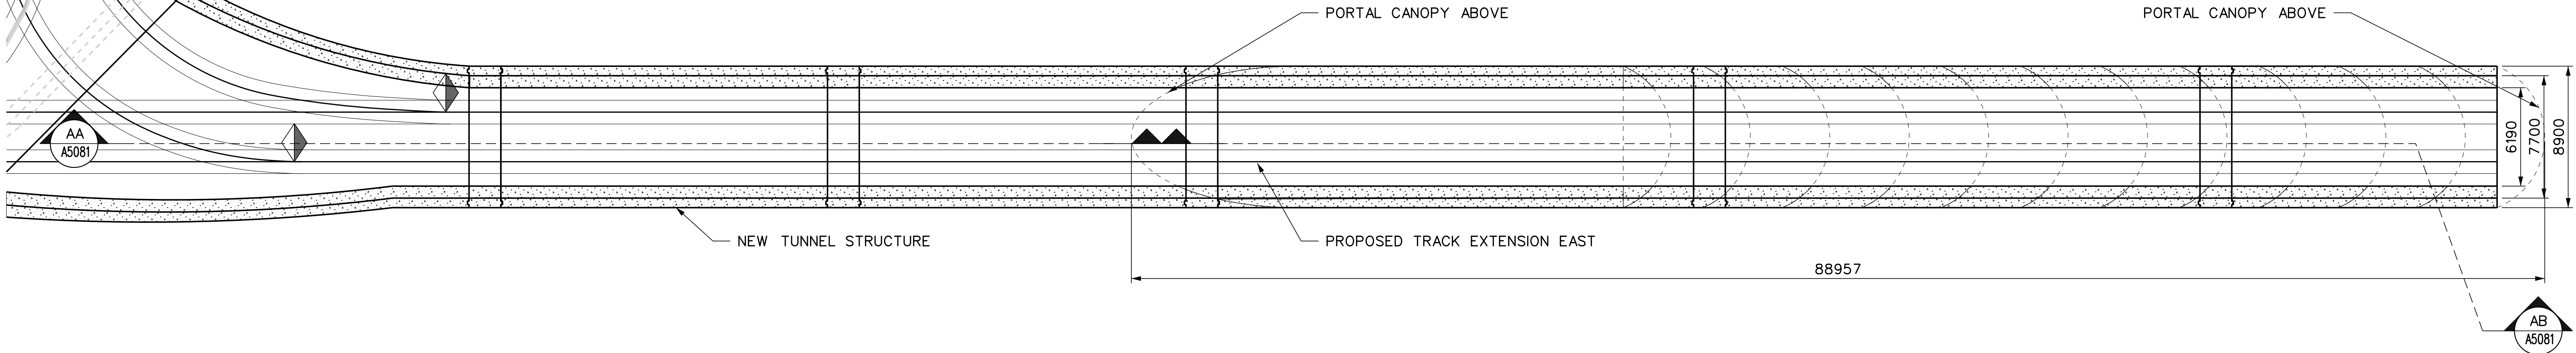 PORTAL CANOPY ABOVE
PORTAL CANOPY ABOVE
AA
A5081
6190
7700
8900
NEW TUNNEL STRUCTURE
PROPOSED TRACK EXTENSION EAST
88957
AB
A5081